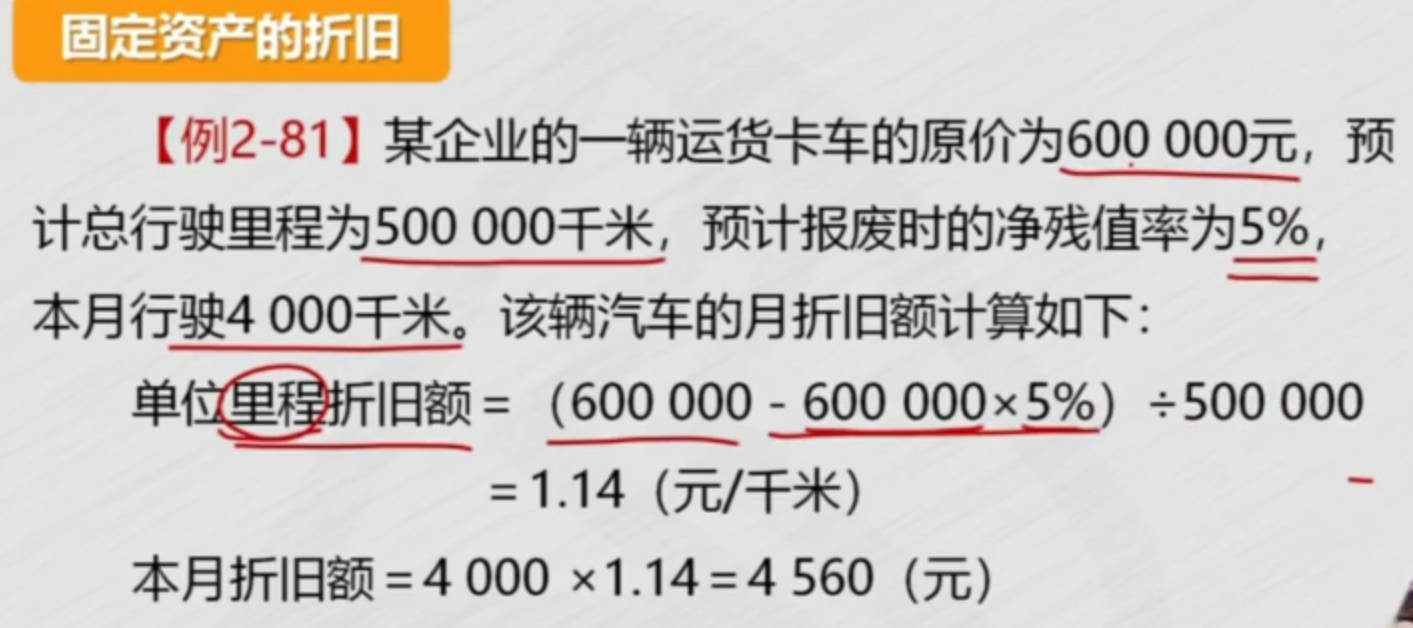 固定资产的折旧
【例2-81】某企业的一辆运货卡车的原价为600 000元，预
计总行驶里程为500 000千米，预计报废时的净残值率为5%，
本月行驶4 000千米。该辆汽车的月折旧额计算如下：
单位里程折旧额＝（600 000－600 000×5%）÷500 000
＝1.14（元/千米）
本月折旧额＝4 000 ×1.14＝4 560（元）